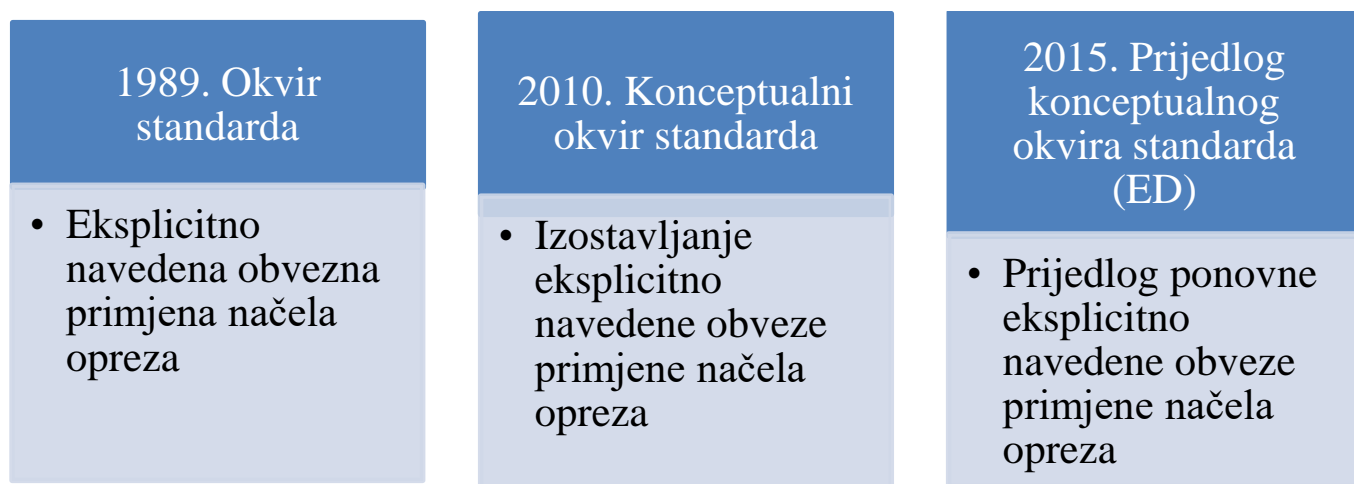 1989. Okvir
standarda
• Eksplicitno
navedena obvezna
primjena načela
opreza
2010. Konceptualni
okvir standarda
• Izostavljanje
eksplicitno
navedene obveze
primjene načela
opreza
2015. Prijedlog
konceptualnog
okvira standarda
(ED)
• Prijedlog ponovne
eksplicitno
navedene obveze
primjene načela
opreza